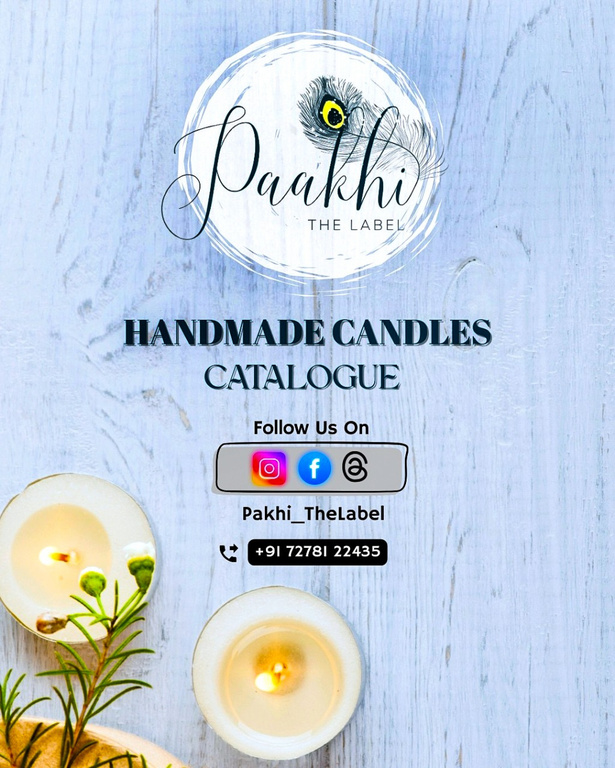 Paakhi
THE LABEL
HANDMADE CANDLES
CATALOGUE
Follow Us On
Pakhi_TheLabel
+91 72781 22435